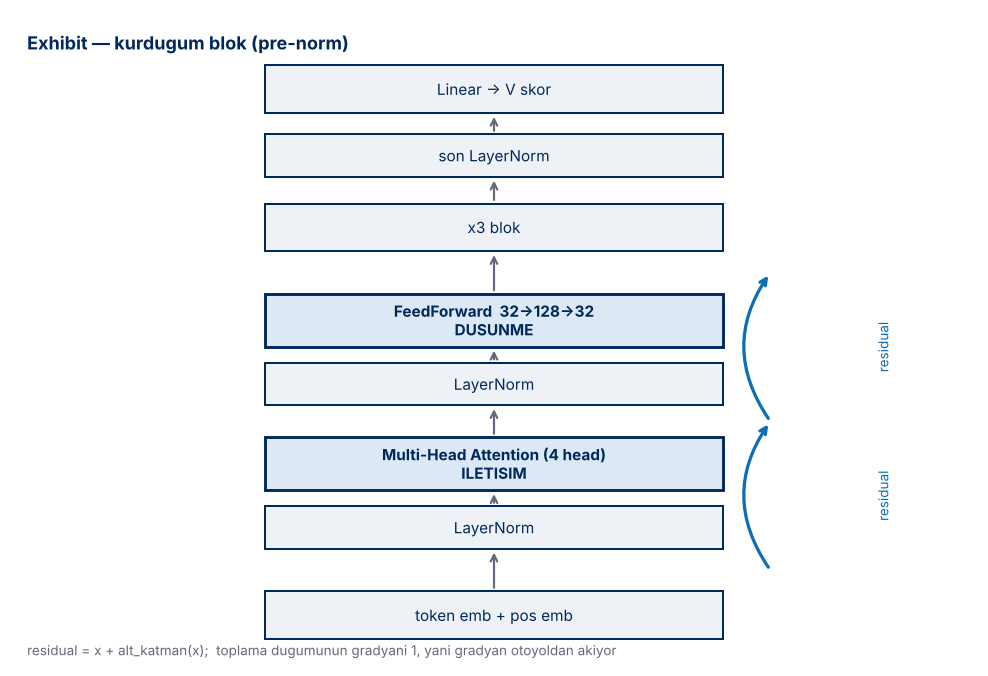 Exhibit — kurdugum blok (pre-norm)
Linear → V skor
son LayerNorm
x3 blok
FeedForward 32→128→32
DUSUNME
residual
LayerNorm
Multi-Head Attention (4 head)
ILETISIM
residual
LayerNorm
token emb + pos emb
residual = x + alt_katman(x); toplama dugumunun gradyani 1, yani gradyan otoyoldan akiyor